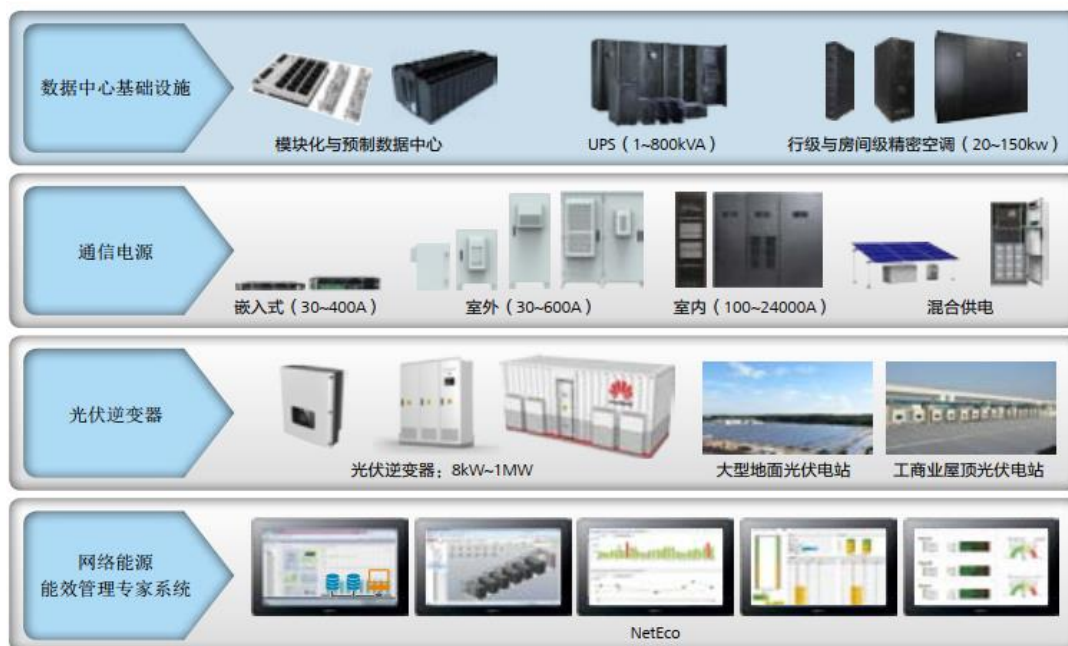 数据中心基础设施
模块化与预制数据中心
UPS（1~800kVA）
行级与房间级精密空调（20~150kw）
通信电源
嵌入式（30~400A）
室外（30~600A）
室内（100~24000A）
混合供电
光伏逆变器
光伏逆变器：8kW~1MW
大型地面光伏电站
工商业屋顶光伏电站
网络能源
能效管理专家系统
NetEco